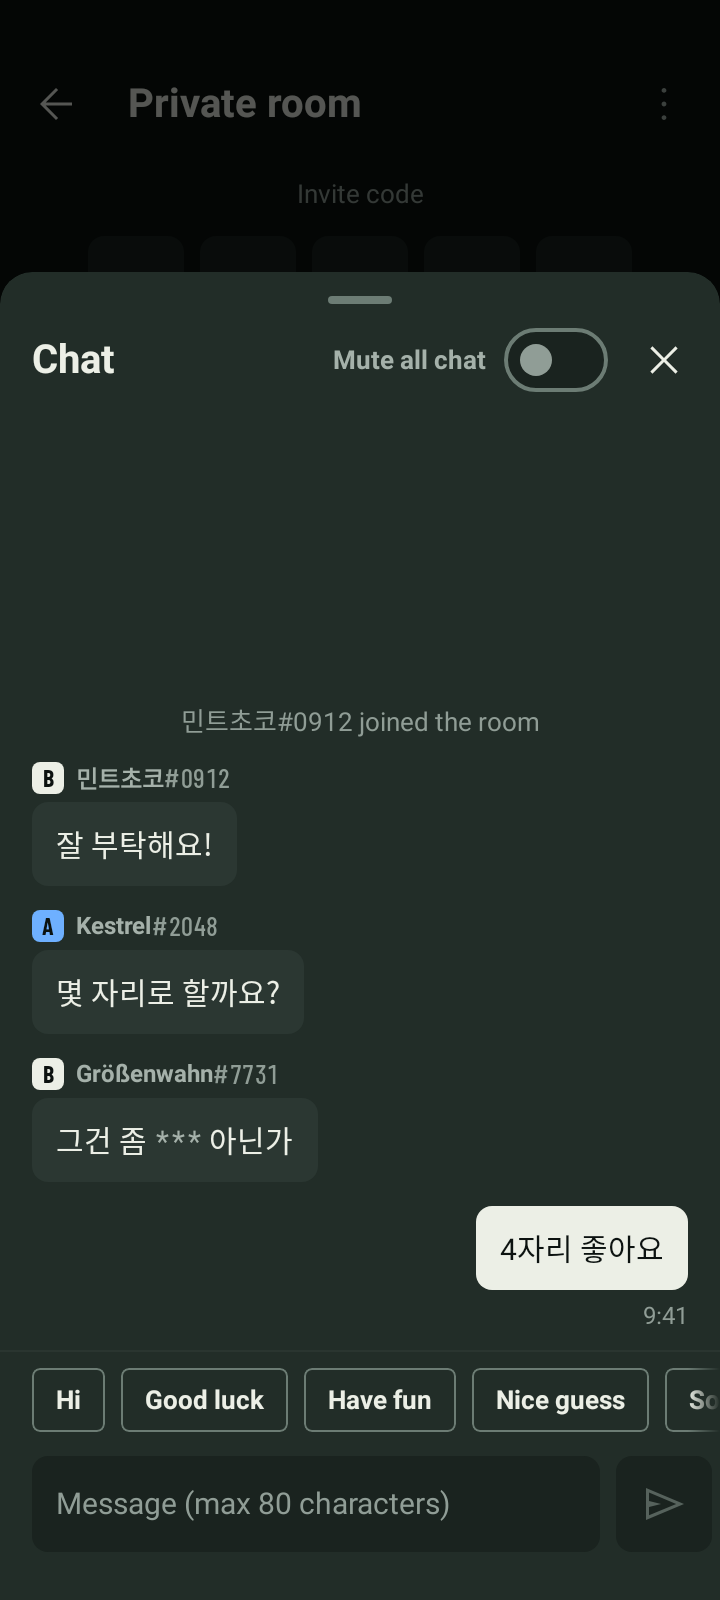 Private room
Invite code
Chat
Mute all chat
민트초코#0912 joined the room
B 민트초코#0912
잘 부탁해요!
A Kestrel#2048
몇 자리로 할까요?
B Größenwahn#7731
그건 좀 *** 아닌가
4자리 좋아요
9:41
Hi
Good luck
Have fun
Nice guess
Message (max 80 characters)